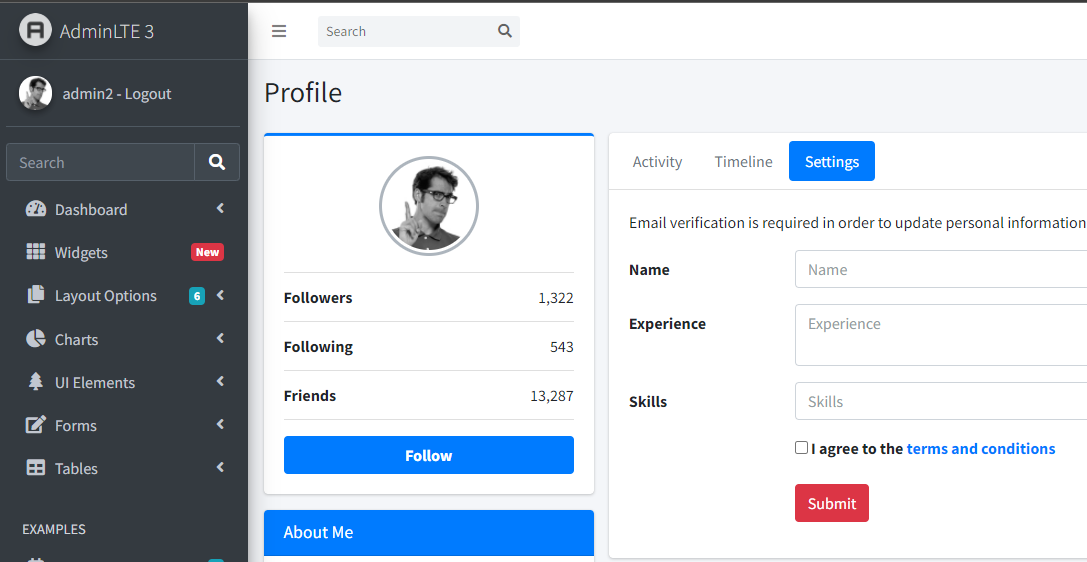 AdminLTE 3
admin2 - Logout
Search
Dashboard
Widgets New
Layout Options 6
Charts
UI Elements
Forms
Tables
EXAMPLES
Search
Profile
Followers 1,322
Following 543
Friends 13,287
Follow
About Me
Activity Timeline Settings
Email verification is required in order to update personal information
Name Name
Experience Experience
Skills Skills
I agree to the terms and conditions
Submit